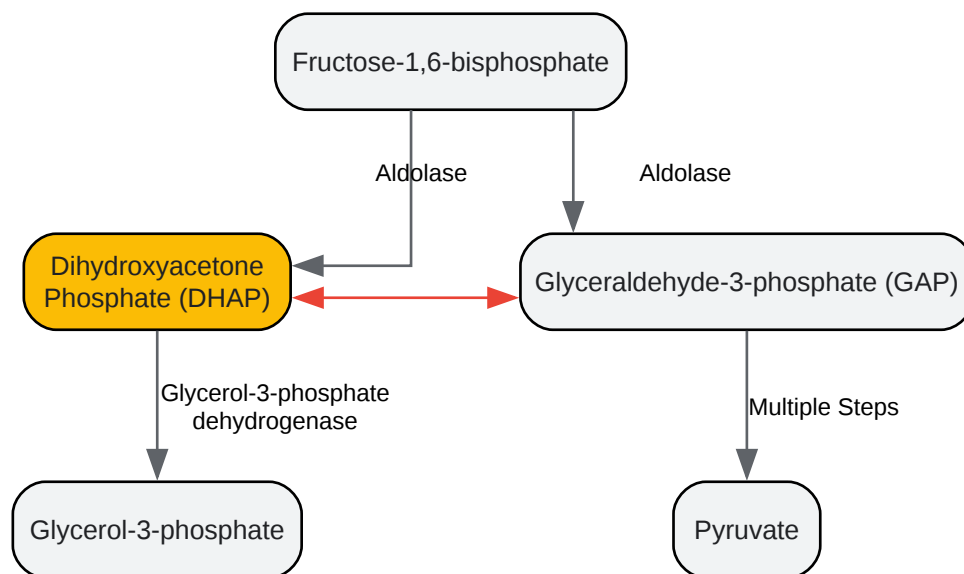 Fructose-1,6-bisphosphate
Aldolase
Aldolase
Dihydroxyacetone
Phosphate (DHAP)
Glyceraldehyde-3-phosphate (GAP)
Glycerol-3-phosphate
dehydrogenase
Multiple Steps
Glycerol-3-phosphate
Pyruvate